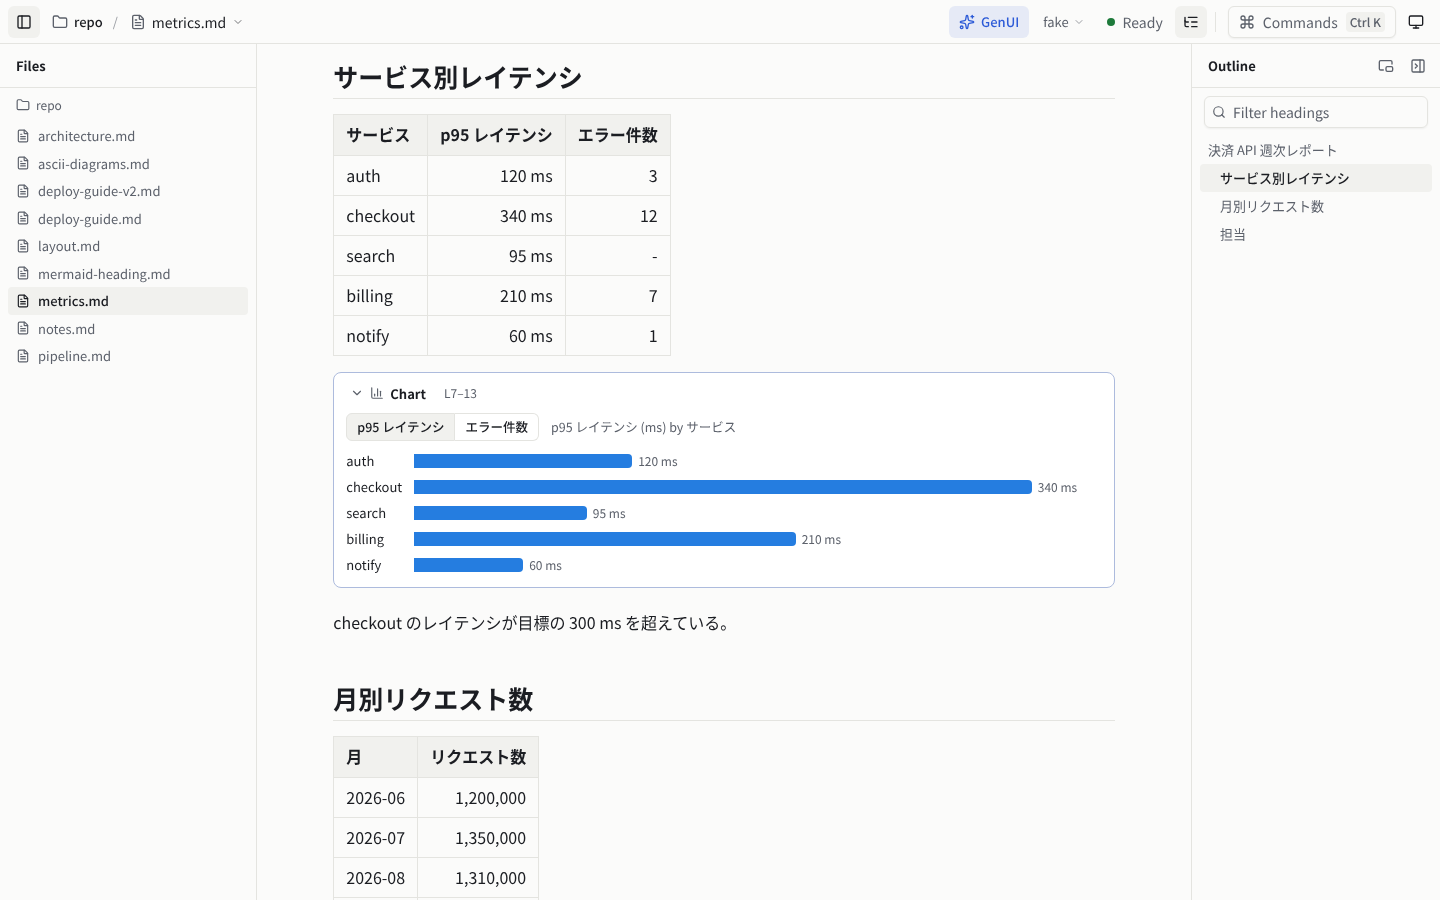 repo / metrics.md
GenUI
fake
Ready
Commands Ctrl K
Files
repo
architecture.md
ascii-diagrams.md
deploy-guide-v2.md
deploy-guide.md
layout.md
mermaid-heading.md
metrics.md
notes.md
pipeline.md
サービス別レイテンシ
サービス p95 レイテンシ エラー件数
auth 120 ms 3
checkout 340 ms 12
search 95 ms -
billing 210 ms 7
notify 60 ms 1
Chart L7–13
p95 レイテンシ エラー件数 p95 レイテンシ (ms) by サービス
auth 120 ms
checkout 340 ms
search 95 ms
billing 210 ms
notify 60 ms
checkout のレイテンシが目標の 300 ms を超えている。
月別リクエスト数
月 リクエスト数
2026-06 1,200,000
2026-07 1,350,000
2026-08 1,310,000
Outline
Filter headings
決済 API 週次レポート
サービス別レイテンシ
月別リクエスト数
担当